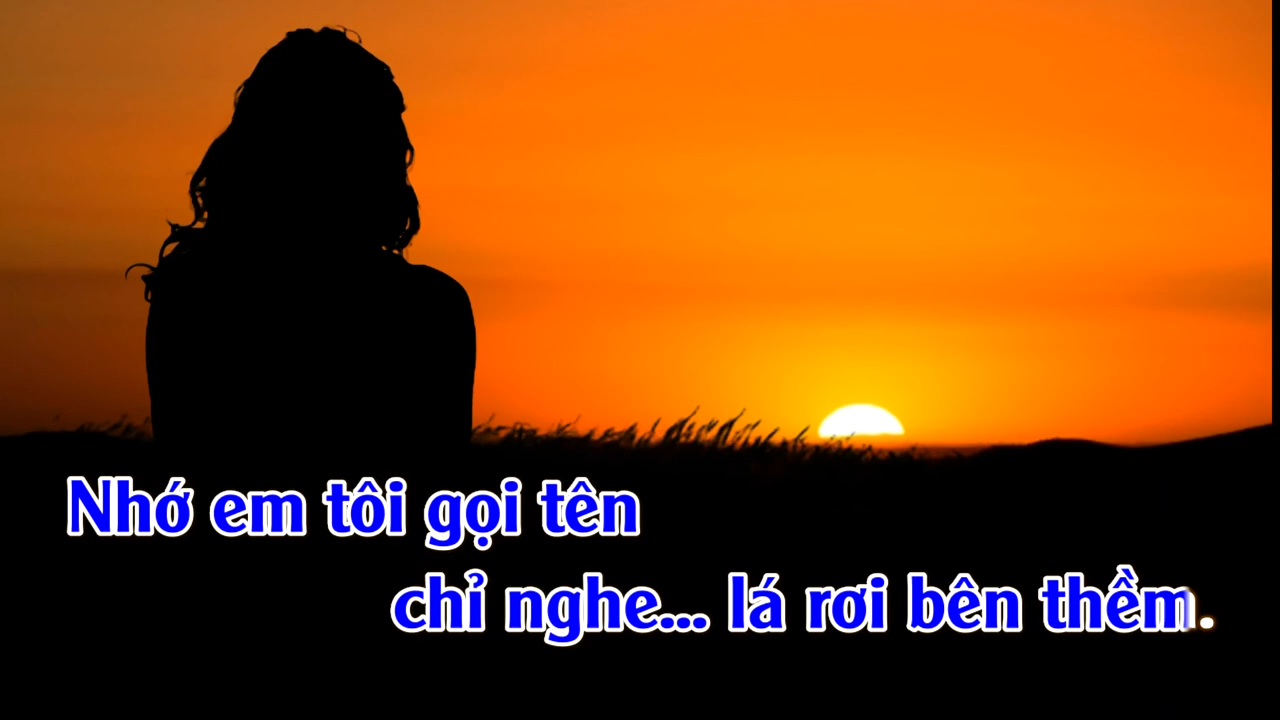 Nhớ em tôi gọi tên
chỉ nghe... lá rơi bên thềm.